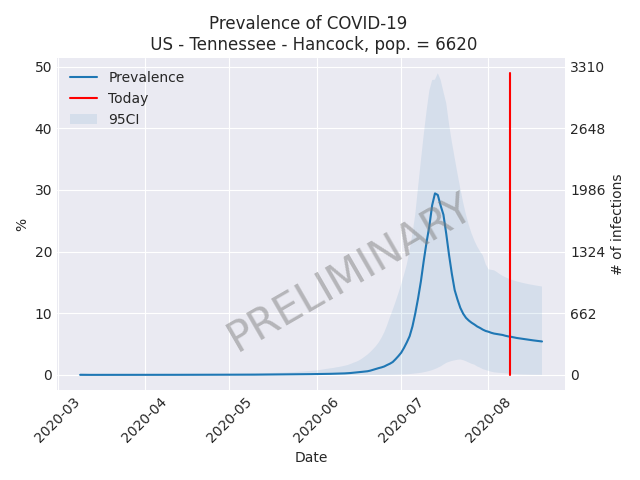 Prevalence of COVID-19
US - Tennessee - Hancock, pop. = 6620
Prevalence
Today
95CI
50
40
30
20
10
0
%
3310
2648
1986
1324
662
0
# of infections
PRELIMINARY
2020-03
2020-04
2020-05
2020-06
2020-07
2020-08
Date